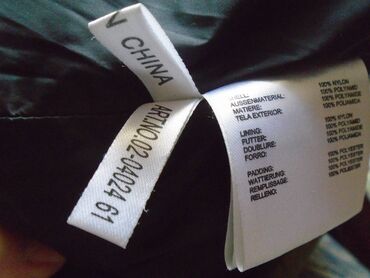 N CHINA
ART.NO.02-04024 61
SHELL: 100% NYLON
AUSSENMATERIAL: 100% POLYAMID
MATIERE: 100% POLYAMIDE
TELA EXTERIOR: 100% POLIAMIDA
LINING: 100% NYLON
FUTTER: 100% POLYAMID
DOUBLURE: 100% POLYAMIDE
FORRO: 100% POLIAMIDA
PADDING: 100% POLYESTER
WATTIERUNG: 100% POLYESTER
REMPLISSAGE: 100% POLYESTER
RELLENO: 100% POLIESTER